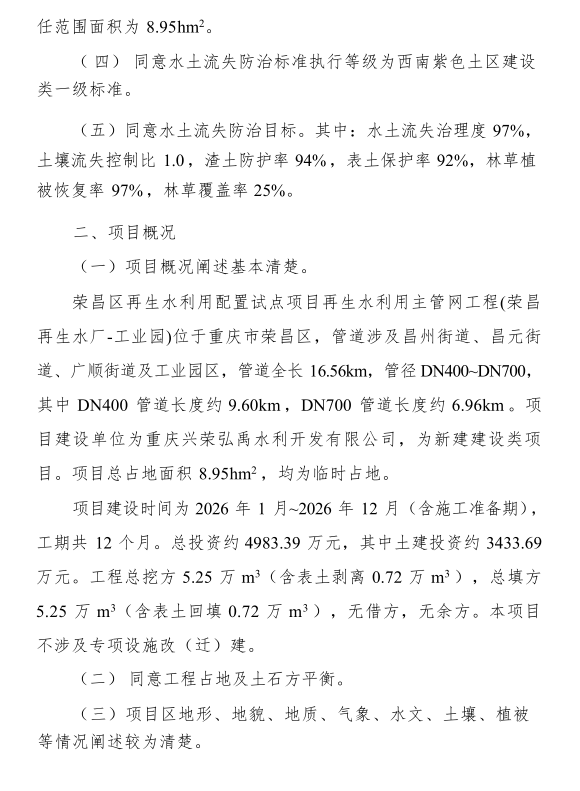 任范围面积为 8.95hm²。
（四） 同意水土流失防治标准执行等级为西南紫色土区建设
类一级标准。
（五）同意水土流失防治目标。其中：水土流失治理度 97%，
土壤流失控制比 1.0，渣土防护率 94%，表土保护率 92%，林草植
被恢复率 97%，林草覆盖率 25%。
二、项目概况
（一）项目概况阐述基本清楚。
荣昌区再生水利用配置试点项目再生水利用主管网工程(荣昌
再生水厂-工业园)位于重庆市荣昌区，管道涉及昌州街道、昌元街
道、广顺街道及工业园区，管道全长 16.56km，管径 DN400~DN700，
其中 DN400 管道长度约 9.60km，DN700 管道长度约 6.96km。项
目建设单位为重庆兴荣弘禹水利开发有限公司，为新建建设类项
目。项目总占地面积 8.95hm²，均为临时占地。
项目建设时间为 2026 年 1 月~2026 年 12 月（含施工准备期），
工期共 12 个月。总投资约 4983.39 万元，其中土建投资约 3433.69
万元。工程总挖方 5.25 万 m³（含表土剥离 0.72 万 m³），总填方
5.25 万 m³（含表土回填 0.72 万 m³），无借方，无余方。本项目
不涉及专项设施改（迁）建。
（二） 同意工程占地及土石方平衡。
（三）项目区地形、地貌、地质、气象、水文、土壤、植被
等情况阐述较为清楚。